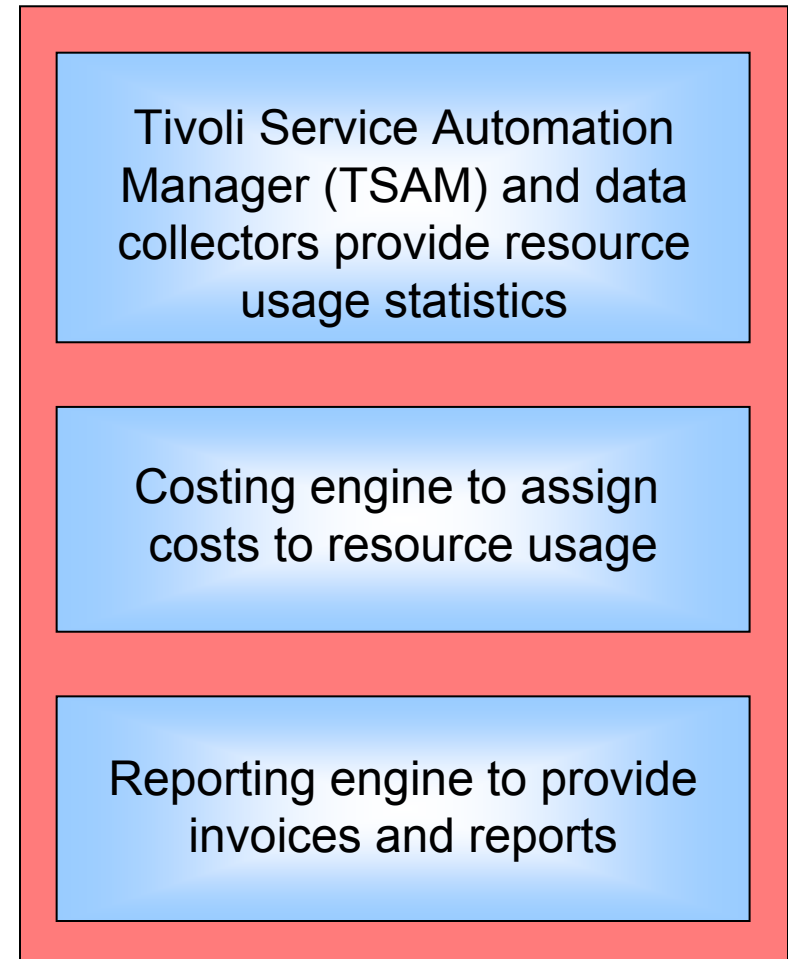 Tivoli Service Automation
Manager (TSAM) and data
collectors provide resource
usage statistics
Costing engine to assign
costs to resource usage
Reporting engine to provide
invoices and reports